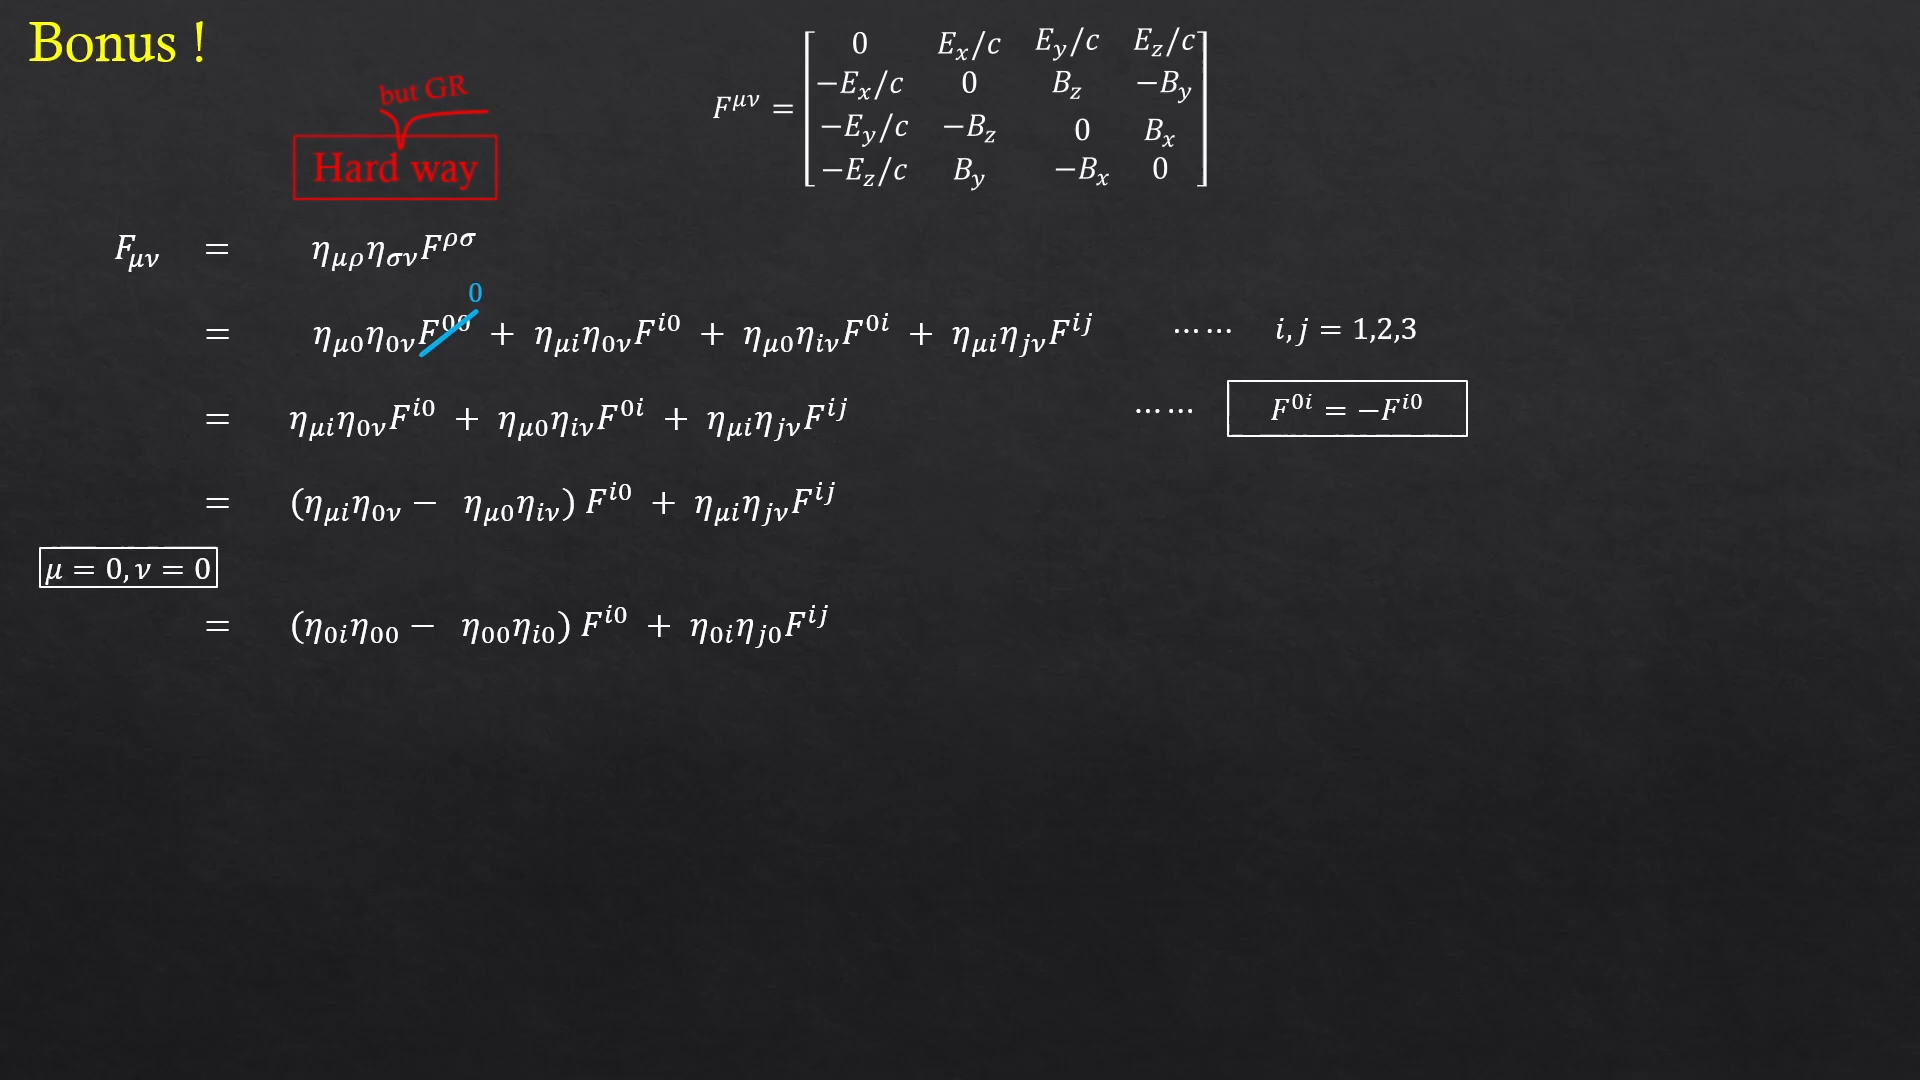 Bonus !
but GR
Hard way
F^{μν} = [ 0 E_x/c E_y/c E_z/c
−E_x/c 0 B_z −B_y
−E_y/c −B_z 0 B_x
−E_z/c B_y −B_x 0 ]
F_{μν} = η_{μρ}η_{σν}F^{ρσ}
0
= η_{μ0}η_{0ν}F^{00} + η_{μi}η_{0ν}F^{i0} + η_{μ0}η_{iν}F^{0i} + η_{μi}η_{jν}F^{ij} …… i, j = 1,2,3
= η_{μi}η_{0ν}F^{i0} + η_{μ0}η_{iν}F^{0i} + η_{μi}η_{jν}F^{ij} …… F^{0i} = −F^{i0}
= (η_{μi}η_{0ν} − η_{μ0}η_{iν}) F^{i0} + η_{μi}η_{jν}F^{ij}
μ = 0, ν = 0
= (η_{0i}η_{00} − η_{00}η_{i0}) F^{i0} + η_{0i}η_{j0}F^{ij}